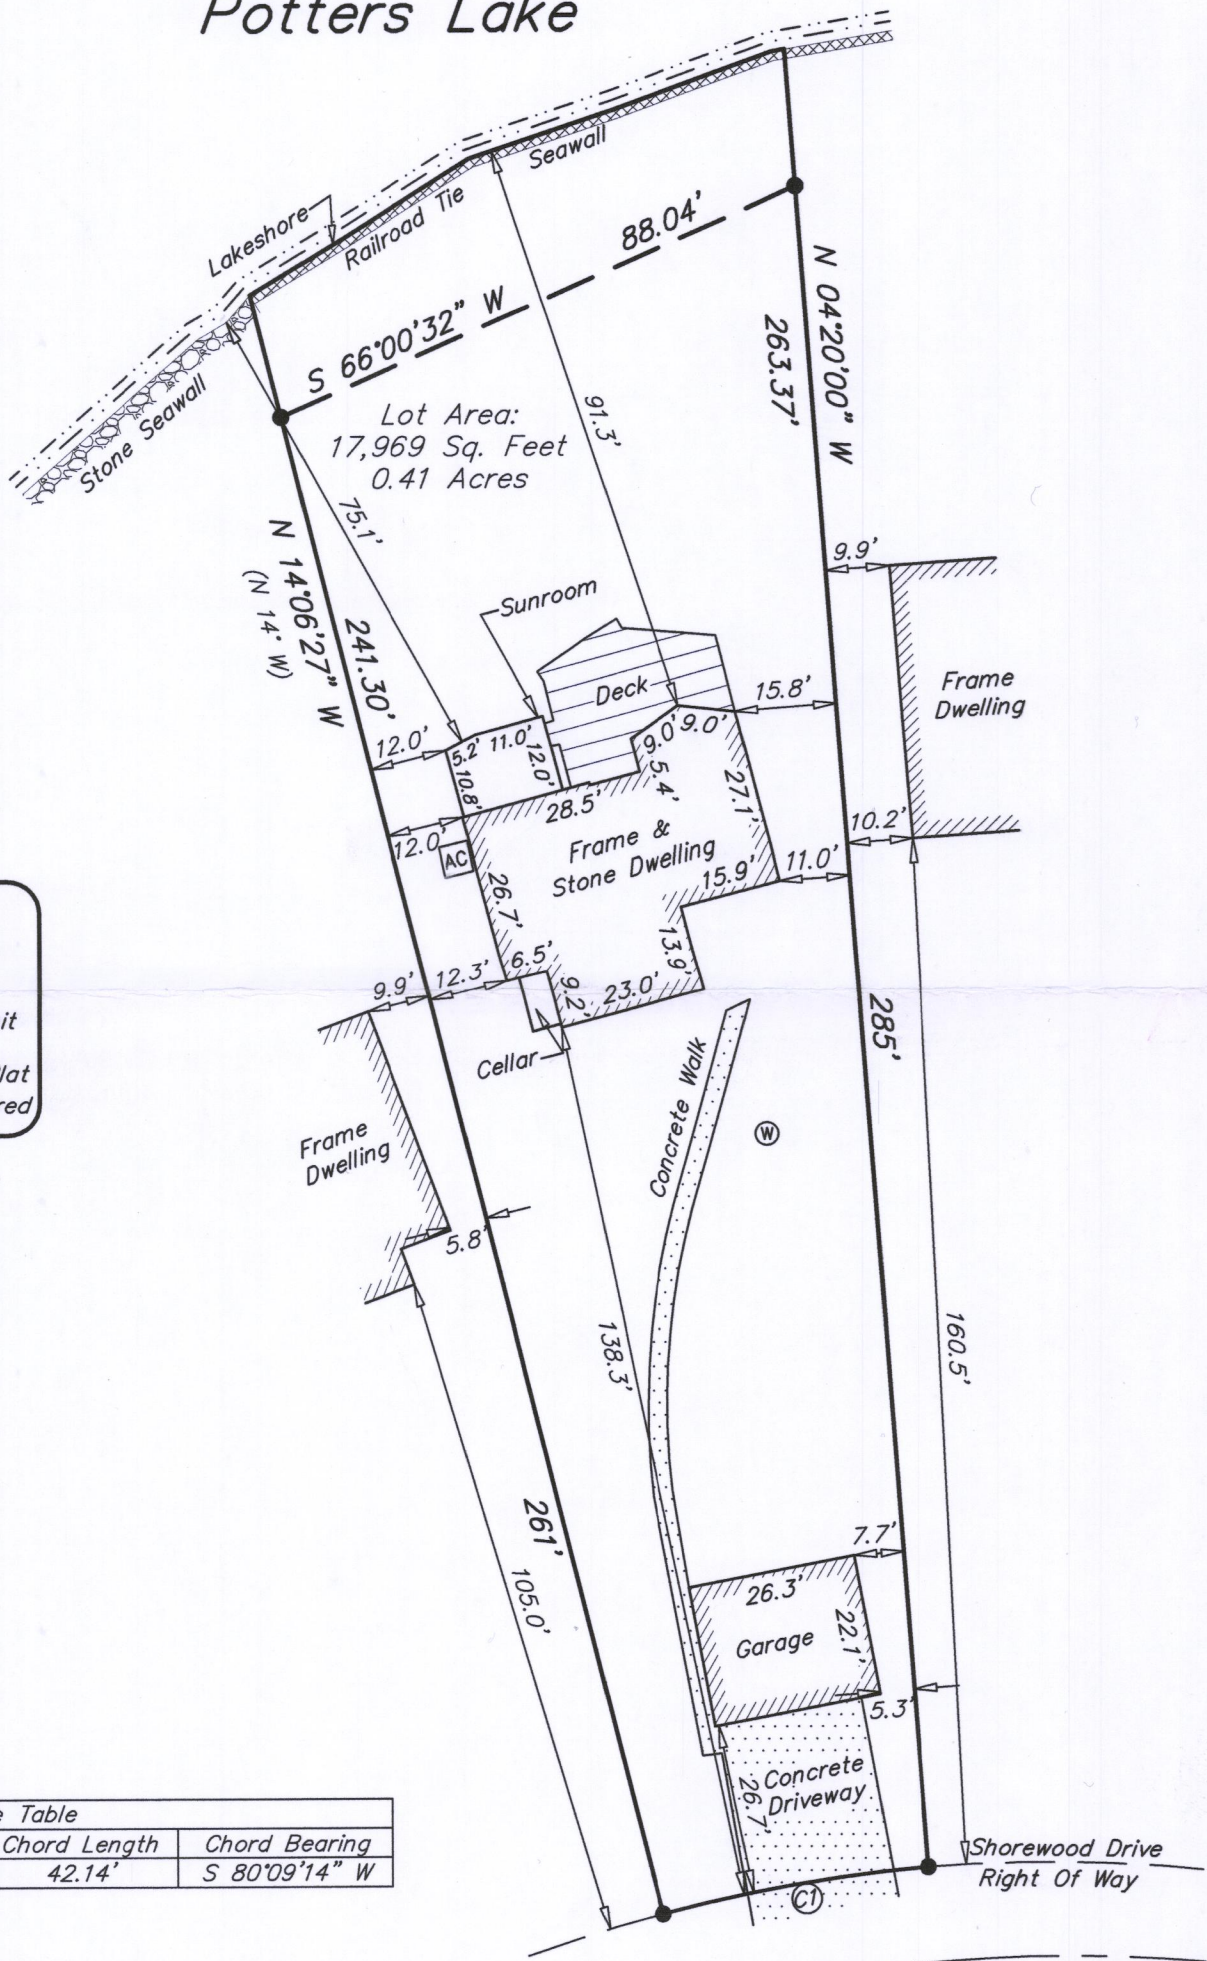 Potters Lake
Seawall
Railroad Tie
Lakeshore
Stone Seawall
88.04'
S 66°00'32" W
N 04°20'00" W
263.37'
Lot Area:
17,969 Sq. Feet
0.41 Acres
91.3'
75.1'
N 14°06'27" W
(N 14° W)
241.30'
9.9'
Sunroom
Deck
15.8'
Frame
Dwelling
12.0'
5.2'
11.0'
12.0'
10.8'
9.0'
9.0'
5.4'
27.1'
28.5'
12.0'
AC
Frame &
Stone Dwelling
10.2'
11.0'
15.9'
26.7'
13.9'
6.5'
9.2'
23.0'
9.9'
12.3'
285'
it
lat
red
Cellar
Concrete Walk
W
Frame
Dwelling
5.8'
138.3'
160.5'
261'
105.0'
7.7'
26.3'
22.1'
Garage
5.3'
26.7'
Concrete
Driveway
Shorewood Drive
Right Of Way
C1
e Table
Chord Length Chord Bearing
42.14' S 80°09'14" W